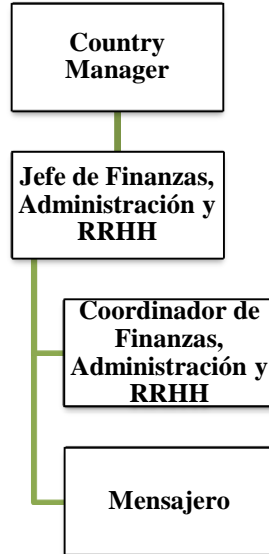 Country
Manager
Jefe de Finanzas,
Administración y
RRHH
Coordinador de
Finanzas,
Administración y
RRHH
Mensajero